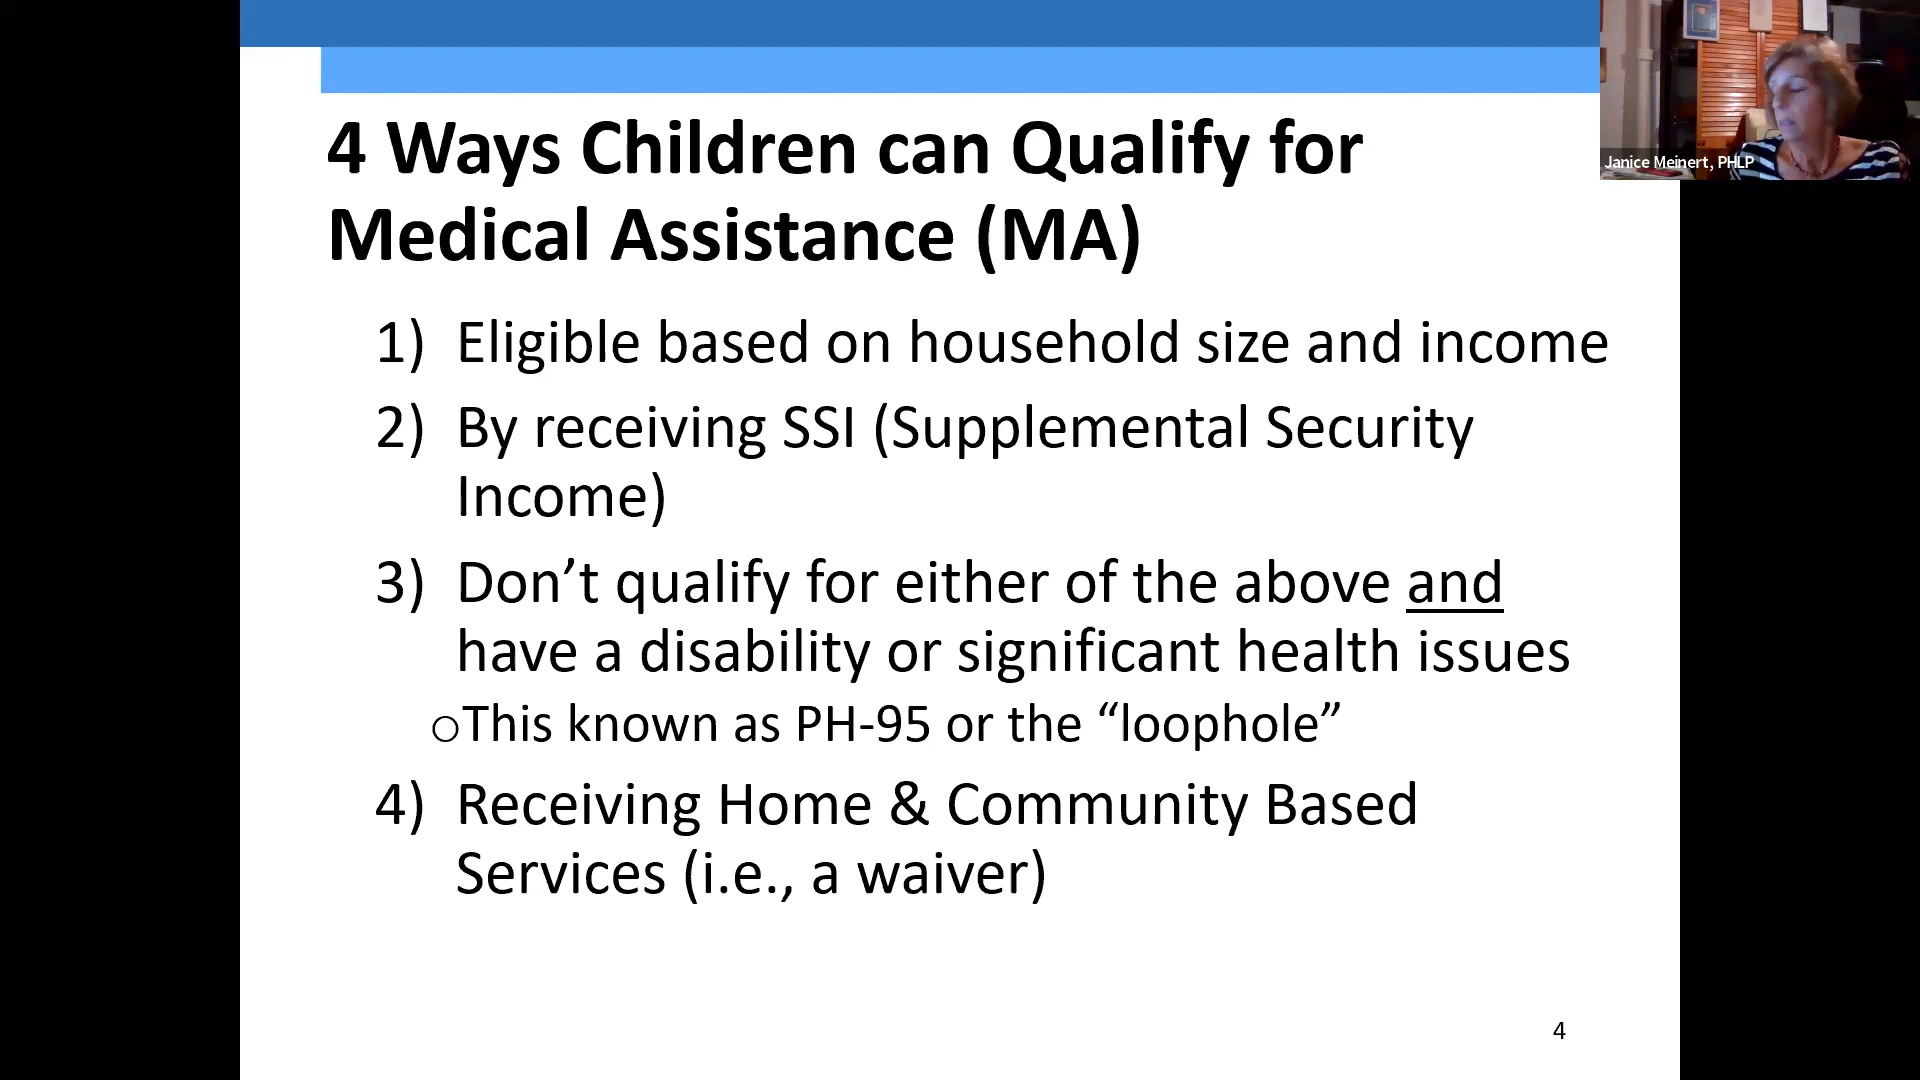 4 Ways Children can Qualify for
Medical Assistance (MA)
1) Eligible based on household size and income
2) By receiving SSI (Supplemental Security
Income)
3) Don’t qualify for either of the above and
have a disability or significant health issues
oThis known as PH-95 or the “loophole”
4) Receiving Home & Community Based
Services (i.e., a waiver)
4
Janice Meinert, PHLP